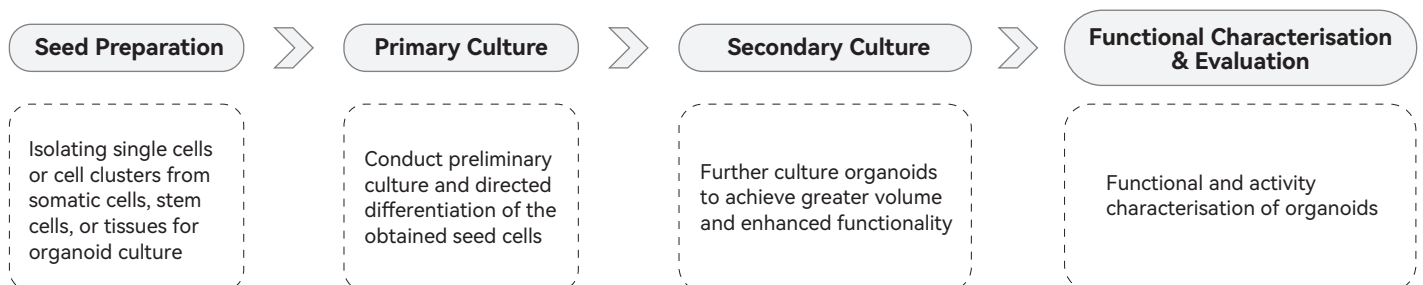 Seed Preparation
Primary Culture
Secondary Culture
Functional Characterisation
& Evaluation
Isolating single cells
or cell clusters from
somatic cells, stem
cells, or tissues for
organoid culture
Conduct preliminary
culture and directed
differentiation of the
obtained seed cells
Further culture organoids
to achieve greater volume
and enhanced functionality
Functional and activity
characterisation of organoids